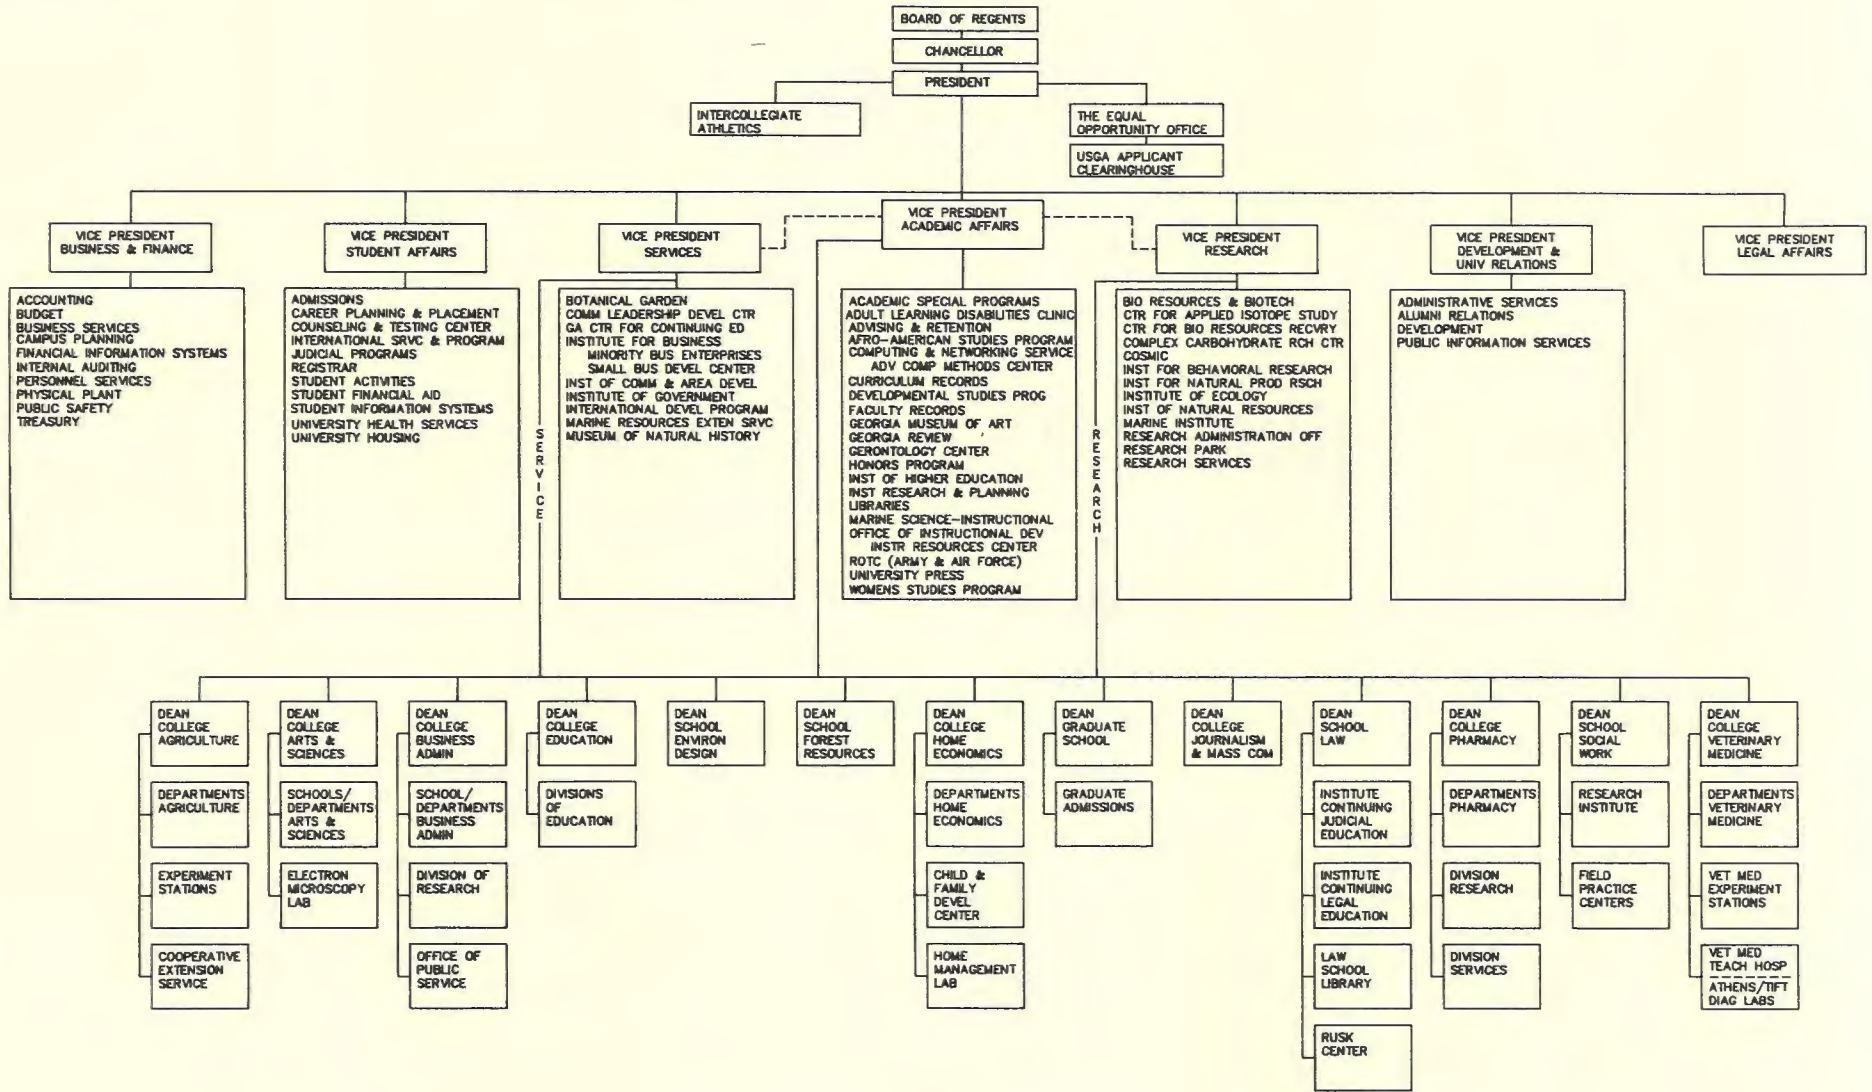 BOARD OF REGENTS
CHANCELLOR
PRESIDENT
INTERCOLLEGIATE
ATHLETICS
THE EQUAL
OPPORTUNITY OFFICE
USGA APPLICANT
CLEARINGHOUSE
VICE PRESIDENT
BUSINESS & FINANCE
VICE PRESIDENT
STUDENT AFFAIRS
VICE PRESIDENT
SERVICES
VICE PRESIDENT
ACADEMIC AFFAIRS
VICE PRESIDENT
RESEARCH
VICE PRESIDENT
DEVELOPMENT &
UNIV RELATIONS
VICE PRESIDENT
LEGAL AFFAIRS
ACCOUNTING
BUDGET
BUSINESS SERVICES
CAMPUS PLANNING
FINANCIAL INFORMATION SYSTEMS
INTERNAL AUDITING
PERSONNEL SERVICES
PHYSICAL PLANT
PUBLIC SAFETY
TREASURY
ADMISSIONS
CAREER PLANNING & PLACEMENT
COUNSELING & TESTING CENTER
INTERNATIONAL SRVC & PROGRAM
JUDICIAL PROGRAMS
REGISTRAR
STUDENT ACTIVITIES
STUDENT FINANCIAL AID
STUDENT INFORMATION SYSTEMS
UNIVERSITY HEALTH SERVICES
UNIVERSITY HOUSING
SERVICE
BOTANICAL GARDEN
COMM LEADERSHIP DEVEL CTR
GA CTR FOR CONTINUING ED
INSTITUTE FOR BUSINESS
MINORITY BUS ENTERPRISES
SMALL BUS DEVEL CENTER
INST OF COMM & AREA DEVEL
INSTITUTE OF GOVERNMENT
INTERNATIONAL DEVEL PROGRAM
MARINE RESOURCES EXTEN SRVC
MUSEUM OF NATURAL HISTORY
ACADEMIC SPECIAL PROGRAMS
ADULT LEARNING DISABILITIES CLINIC
ADVISING & RETENTION
AFRO-AMERICAN STUDIES PROGRAM
COMPUTING & NETWORKING SERVICE
ADV COMP METHODS CENTER
CURRICULUM RECORDS
DEVELOPMENTAL STUDIES PROG
FACULTY RECORDS
GEORGIA MUSEUM OF ART
GEORGIA REVIEW
GERONTOLOGY CENTER
HONORS PROGRAM
INST OF HIGHER EDUCATION
INST RESEARCH & PLANNING
LIBRARIES
MARINE SCIENCE-INSTRUCTIONAL
OFFICE OF INSTRUCTIONAL DEV
INSTR RESOURCES CENTER
ROTC (ARMY & AIR FORCE)
UNIVERSITY PRESS
WOMENS STUDIES PROGRAM
RESEARCH
BIO RESOURCES & BIOTECH
CTR FOR APPLIED ISOTOPE STUDY
CTR FOR BIO RESOURCES RECVRY
COMPLEX CARBOHYDRATE RCH CTR
COSMIC
INST FOR BEHAVIORAL RESEARCH
INST FOR NATURAL PROD RSCH
INSTITUTE OF ECOLOGY
INST OF NATURAL RESOURCES
MARINE INSTITUTE
RESEARCH ADMINISTRATION OFF
RESEARCH PARK
RESEARCH SERVICES
ADMINISTRATIVE SERVICES
ALUMNI RELATIONS
DEVELOPMENT
PUBLIC INFORMATION SERVICES
DEAN
COLLEGE
AGRICULTURE
DEAN
COLLEGE
ARTS &
SCIENCES
DEAN
COLLEGE
BUSINESS
ADMIN
DEAN
COLLEGE
EDUCATION
DEAN
SCHOOL
ENVIRON
DESIGN
DEAN
SCHOOL
FOREST
RESOURCES
DEAN
COLLEGE
HOME
ECONOMICS
DEAN
GRADUATE
SCHOOL
DEAN
COLLEGE
JOURNALISM
& MASS COM
DEAN
SCHOOL
LAW
DEAN
COLLEGE
PHARMACY
DEAN
SCHOOL
SOCIAL
WORK
DEAN
COLLEGE
VETERINARY
MEDICINE
DEPARTMENTS
AGRICULTURE
SCHOOLS/
DEPARTMENTS
ARTS &
SCIENCES
SCHOOL/
DEPARTMENTS
BUSINESS
ADMIN
DIVISIONS
OF
EDUCATION
DEPARTMENTS
HOME
ECONOMICS
GRADUATE
ADMISSIONS
INSTITUTE
CONTINUING
JUDICIAL
EDUCATION
DEPARTMENTS
PHARMACY
RESEARCH
INSTITUTE
DEPARTMENTS
VETERINARY
MEDICINE
EXPERIMENT
STATIONS
ELECTRON
MICROSCOPY
LAB
DIVISION OF
RESEARCH
CHILD &
FAMILY
DEVEL
CENTER
INSTITUTE
CONTINUING
LEGAL
EDUCATION
DIVISION
RESEARCH
FIELD
PRACTICE
CENTERS
VET MED
EXPERIMENT
STATIONS
COOPERATIVE
EXTENSION
SERVICE
OFFICE OF
PUBLIC
SERVICE
HOME
MANAGEMENT
LAB
LAW
SCHOOL
LIBRARY
DIVISION
SERVICES
VET MED
TEACH HOSP
ATHENS/TIFT
DIAG LABS
RUSK
CENTER